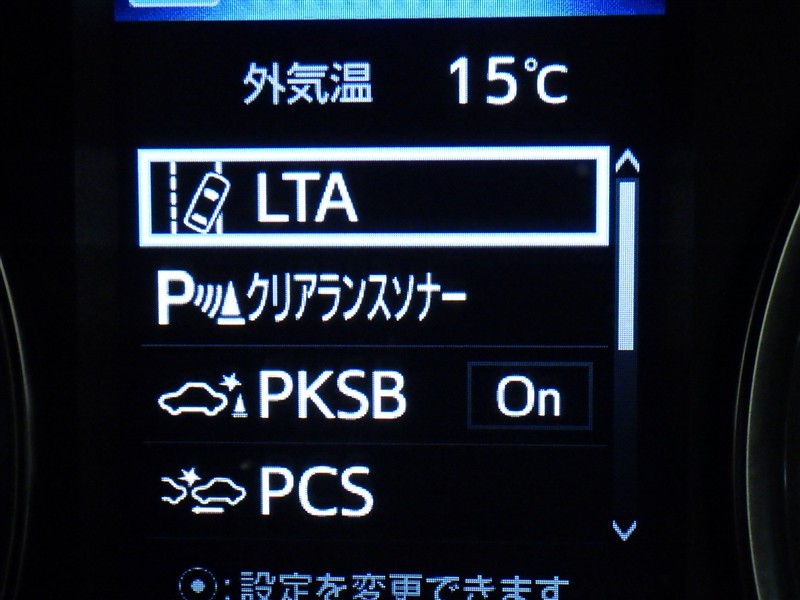 外気温 15℃
LTA
Pクリアランスソナー
PKSB On
PCS
:設定を変更できます